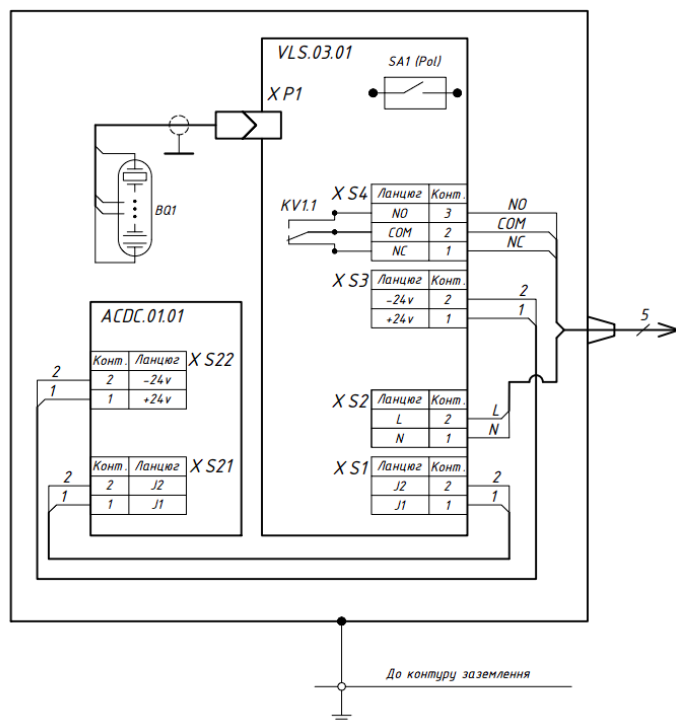 VLS.03.01
SA1 (Pol)
X P1
BQ1
KV1.1
X S4
Ланцюг Конт.
NO 3
COM 2
NC 1
NO
COM
NC
X S3
Ланцюг Конт.
-24v 2
+24v 1
2
1
5
ACDC.01.01
X S22
Конт. Ланцюг
2 -24v
1 +24v
2
1
X S2
Ланцюг Конт.
L 2
N 1
L
N
X S21
Конт. Ланцюг
2 J2
1 J1
2
1
X S1
Ланцюг Конт.
J2 2
J1 1
2
1
До контуру заземлення